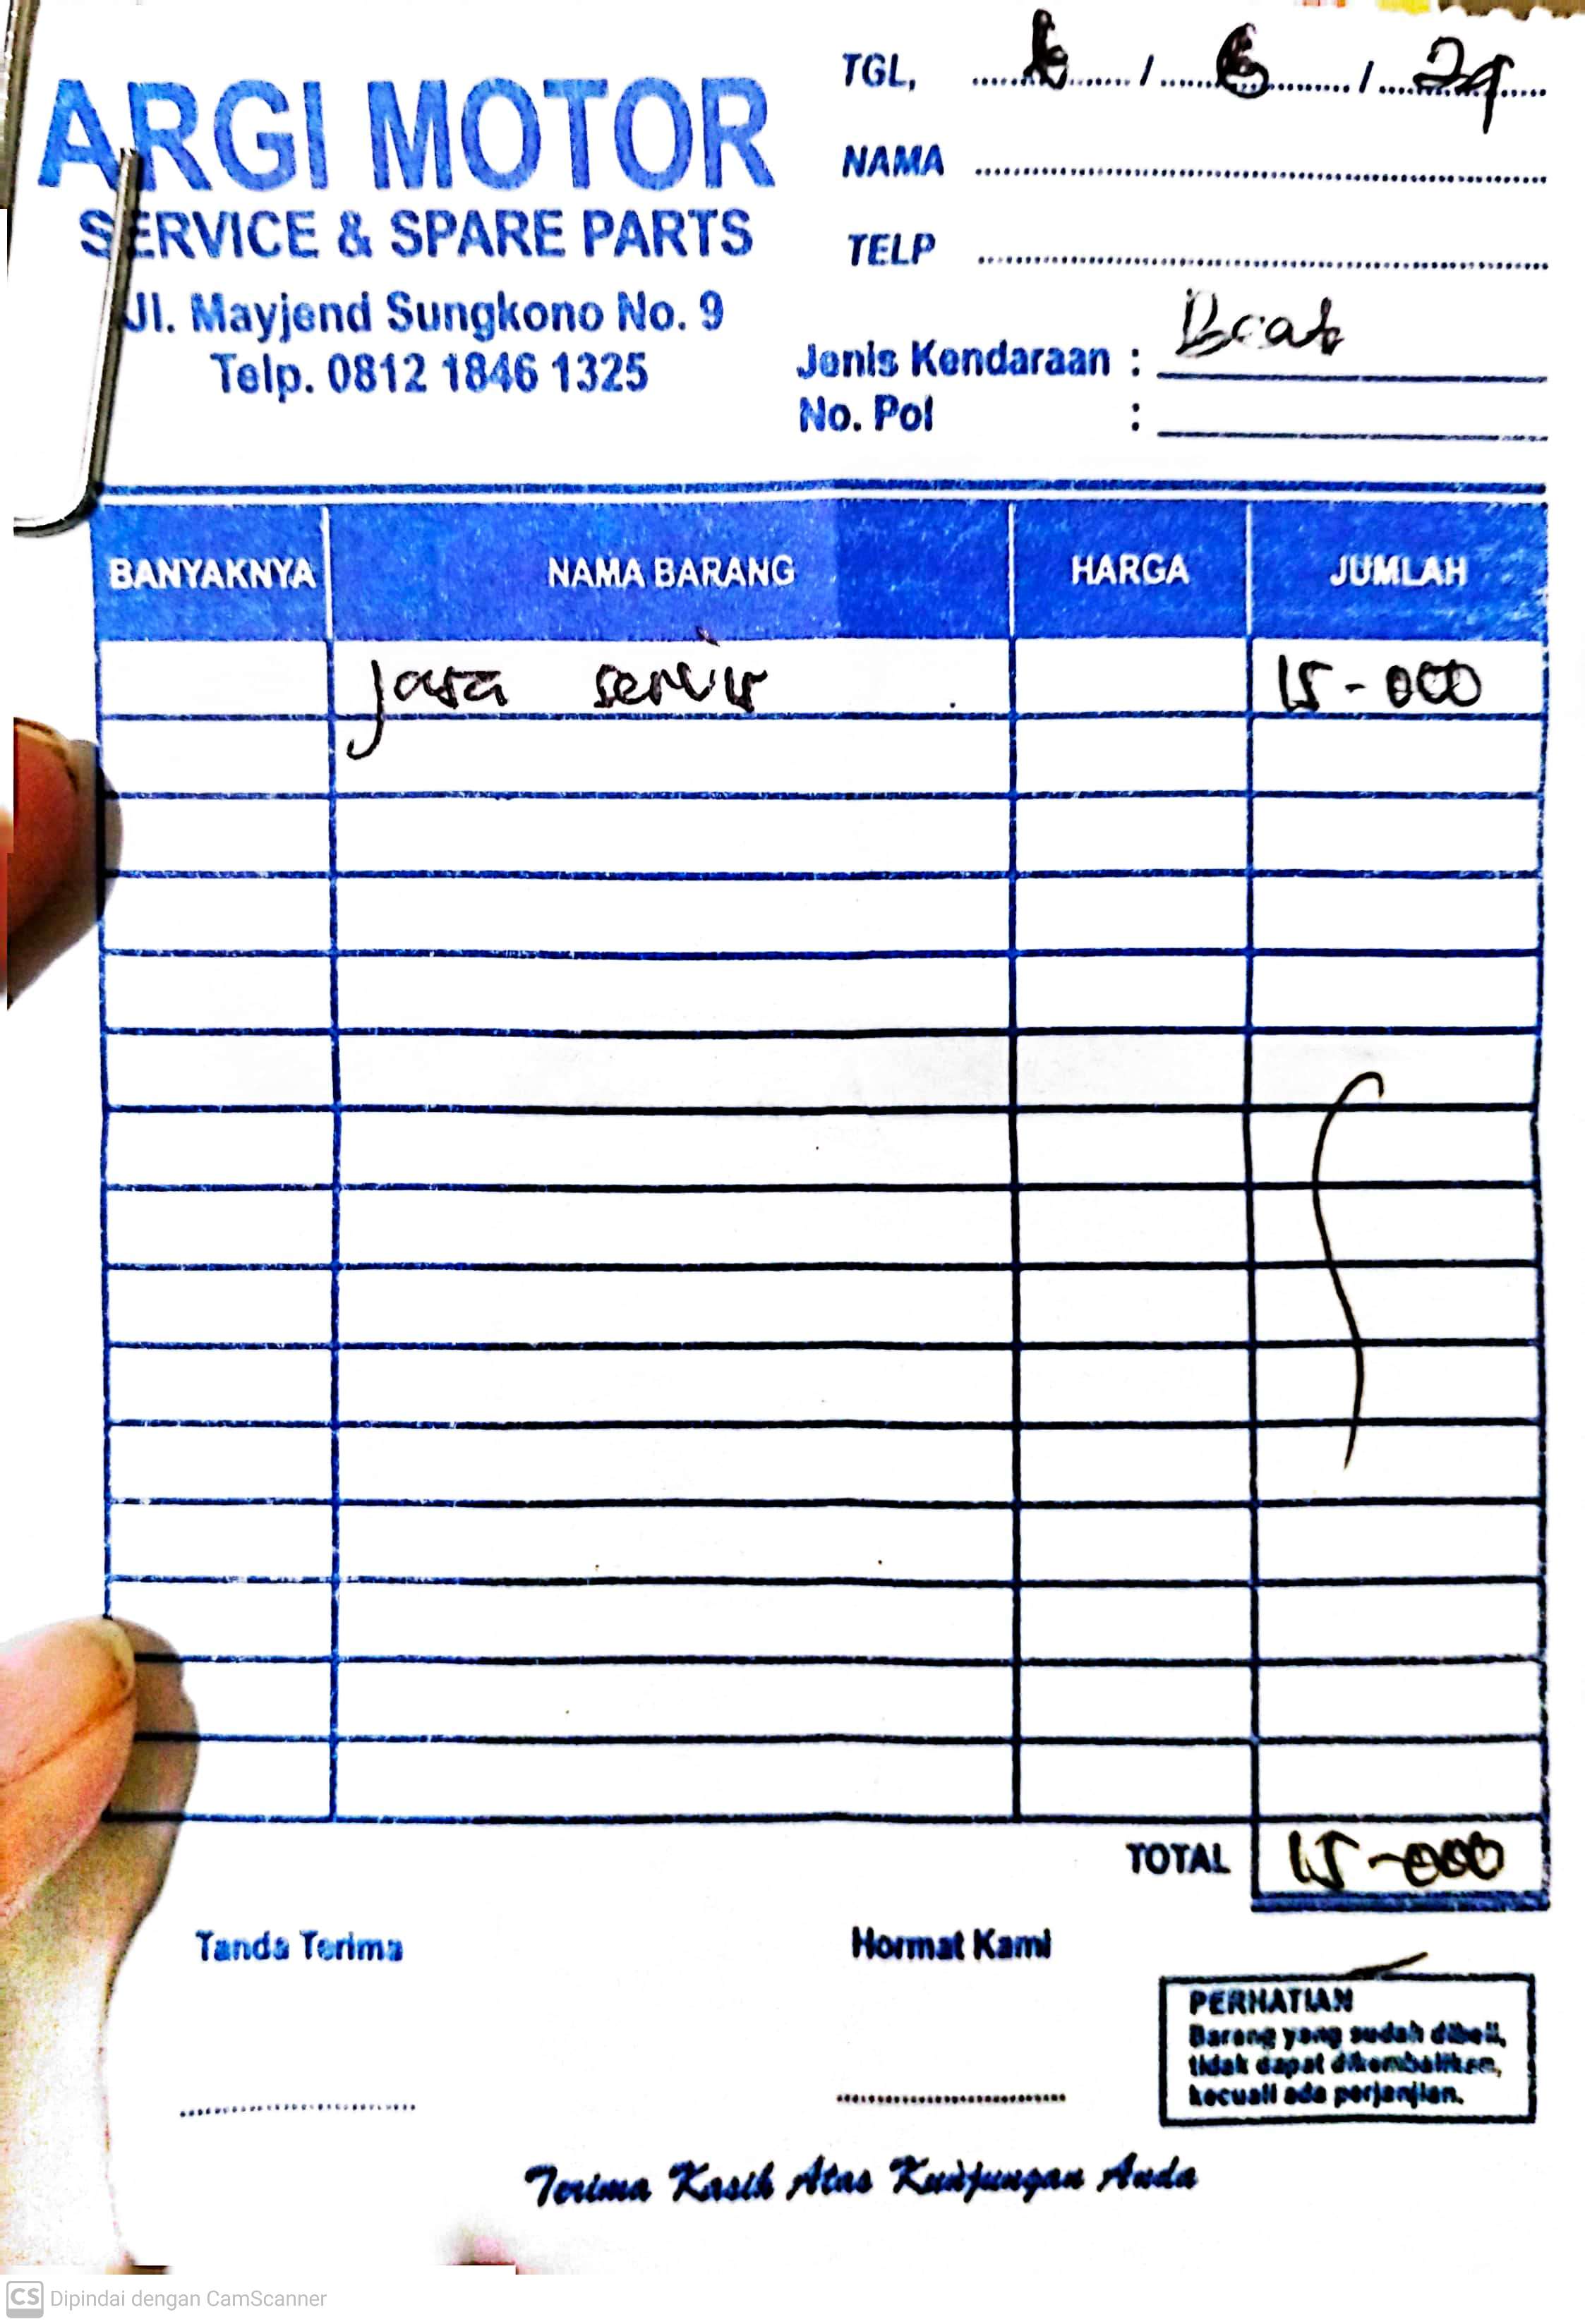 ARGI MOTOR
SERVICE & SPARE PARTS
Jl. Mayjend Sungkono No. 9
Telp. 0812 1846 1325
TGL, / 6 / 24
NAMA
TELP
Jenis Kendaraan : Beat
No. Pol :
BANYAKNYA NAMA BARANG HARGA JUMLAH
Jasa servis 15-000
TOTAL 15-000
Tanda Terima Hormat Kami
PERHATIAN
Barang yang sudah dibeli,
tidak dapat dikembalikan,
kecuali ada perjanjian.
Terima Kasih Atas Kunjungan Anda
CS Dipindai dengan CamScanner